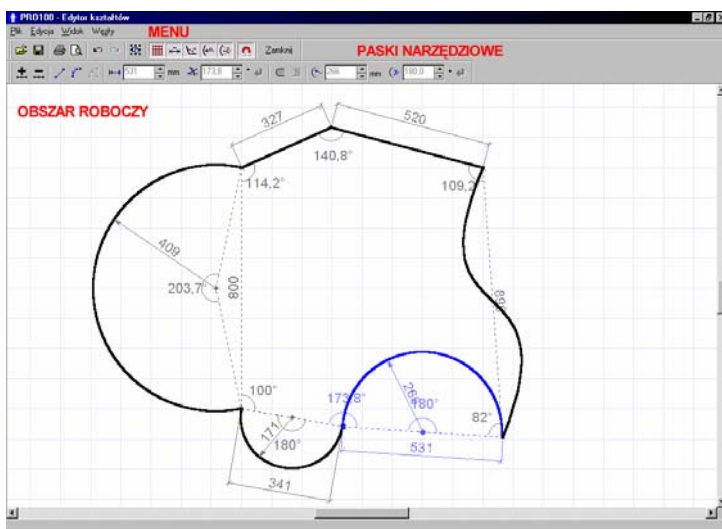 PRO100 - Edytor kształtów
Plik Edycja Widok Węzły
MENU
Zamknij
PASKI NARZĘDZIOWE
531 mm 173,8 ° 266 mm 180,0 °
OBSZAR ROBOCZY
327
520
140,8°
114,2°
109,2
409
203,7°
800
100°
173,8°
180°
82°
171
180°
531
341